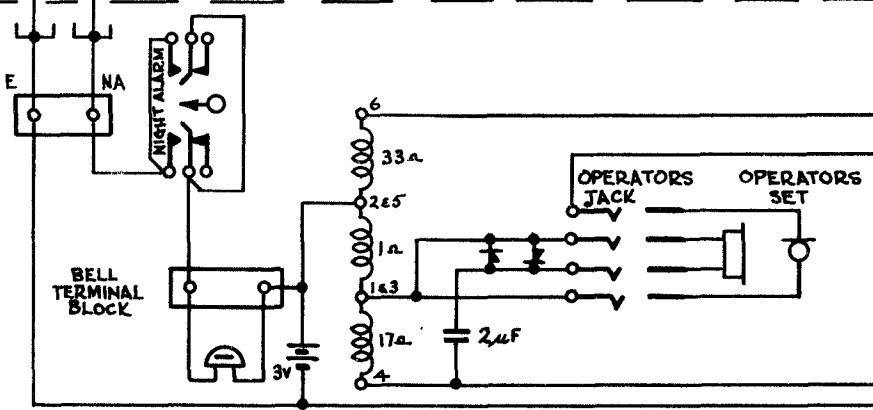 E
NA
NIGHT ALARM
6
33Ω
2&5
1Ω
1&3
17Ω
4
OPERATORS
JACK
OPERATORS
SET
BELL
TERMINAL
BLOCK
3V
2μF